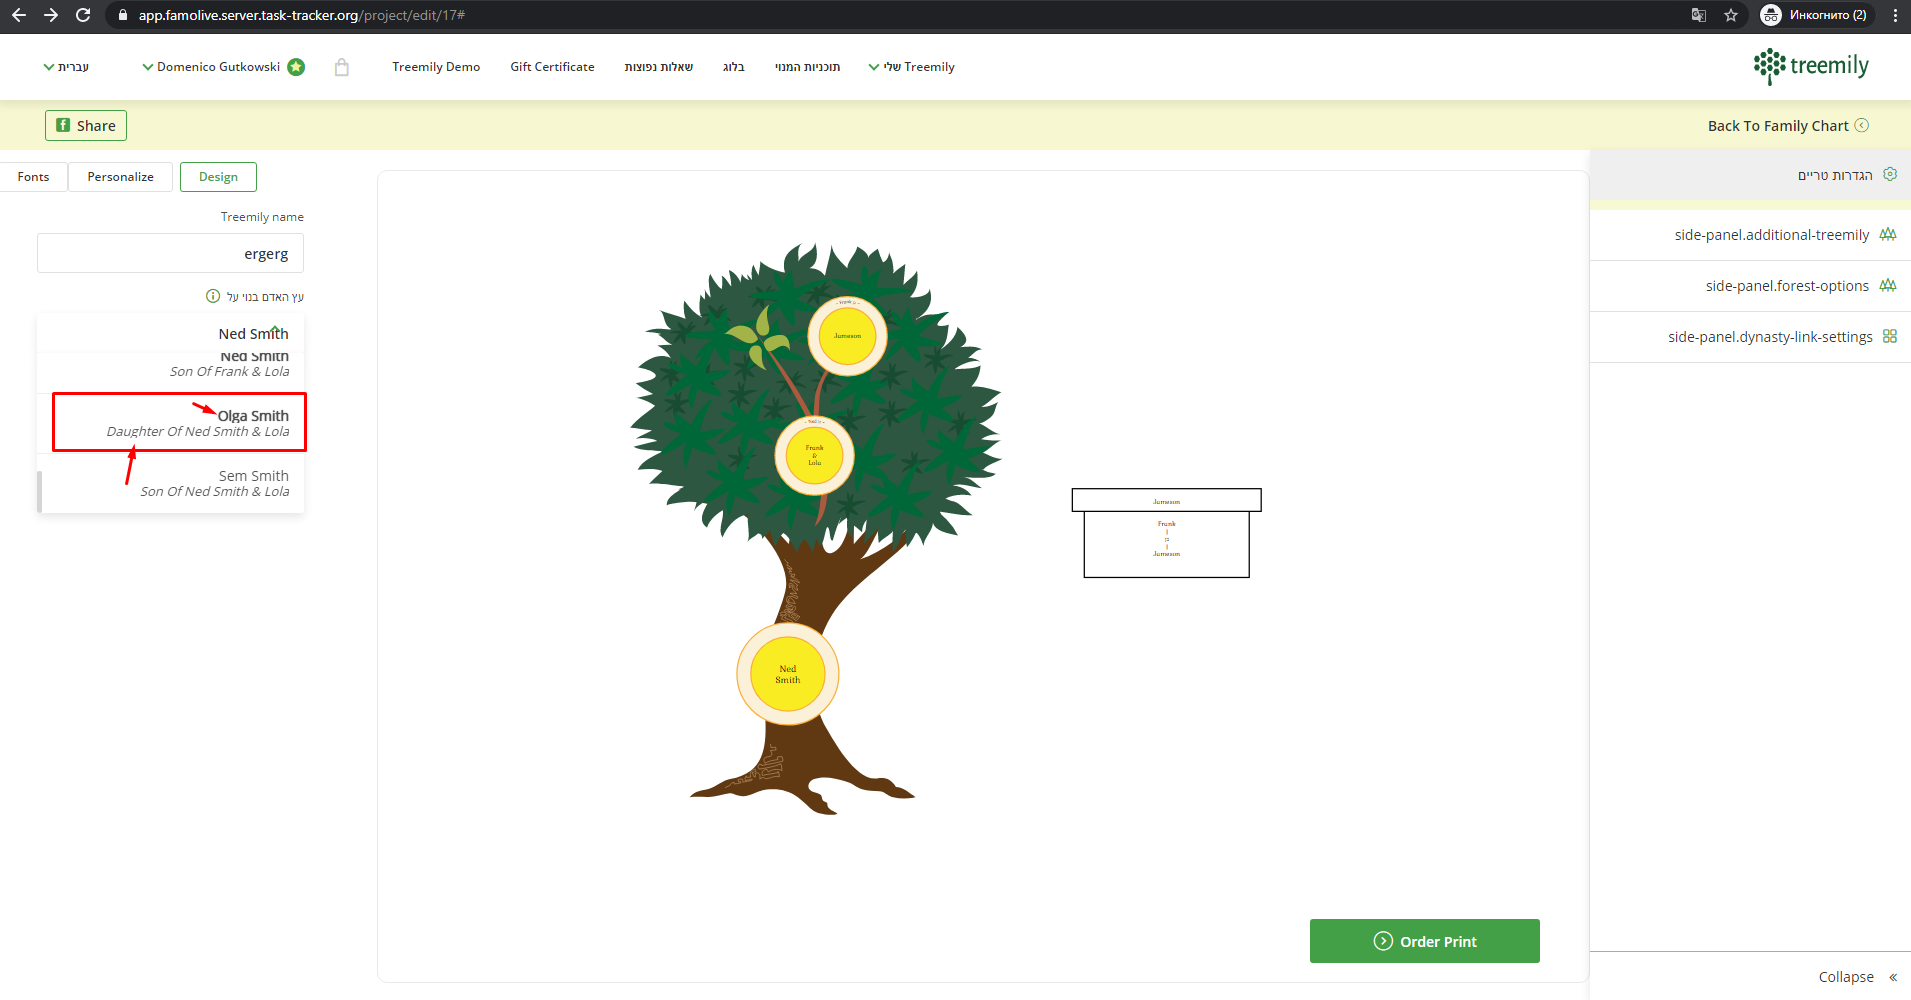 app.famolive.server.task-tracker.org/project/edit/17#
Инкогнито (2)
עברית
Domenico Gutkowski
Treemily Demo
Gift Certificate
שאלות נפוצות
בלוג
תוכניות המנוי
Treemily שלי
treemily
Share
Back To Family Chart
Fonts
Personalize
Design
Treemily name
ergerg
עץ האדם בנוי על
Ned Smith
Ned Smith
Son Of Frank & Lola
Olga Smith
Daughter Of Ned Smith & Lola
Sem Smith
Son Of Ned Smith & Lola
Jameson
Frank
&
Lola
Ned
Smith
Jameson
Frank
בן
Jameson
Order Print
הגדרות טריים
side-panel.additional-treemily
side-panel.forest-options
side-panel.dynasty-link-settings
Collapse